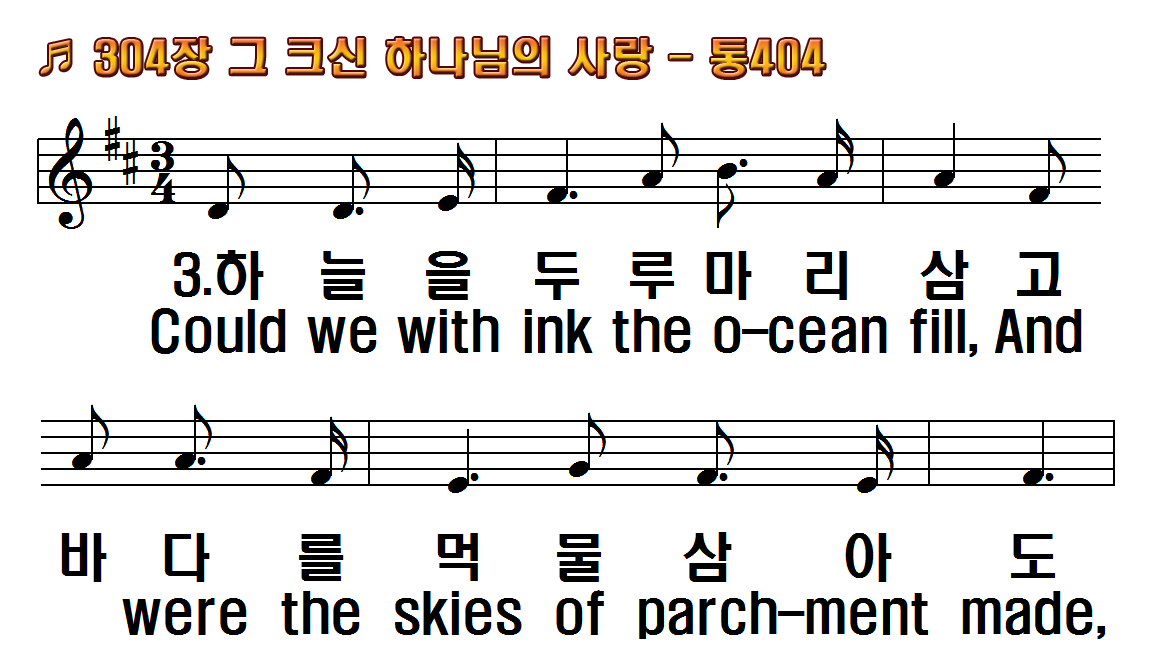 ♬ 304장 그 크신 하나님의 사랑 - 통404
3
4
3.하 늘 을 두 루 마 리 삼 고
Could we with ink the o-cean fill, And
바 다 를 먹 물 삼 아 도
were the skies of parch-ment made,